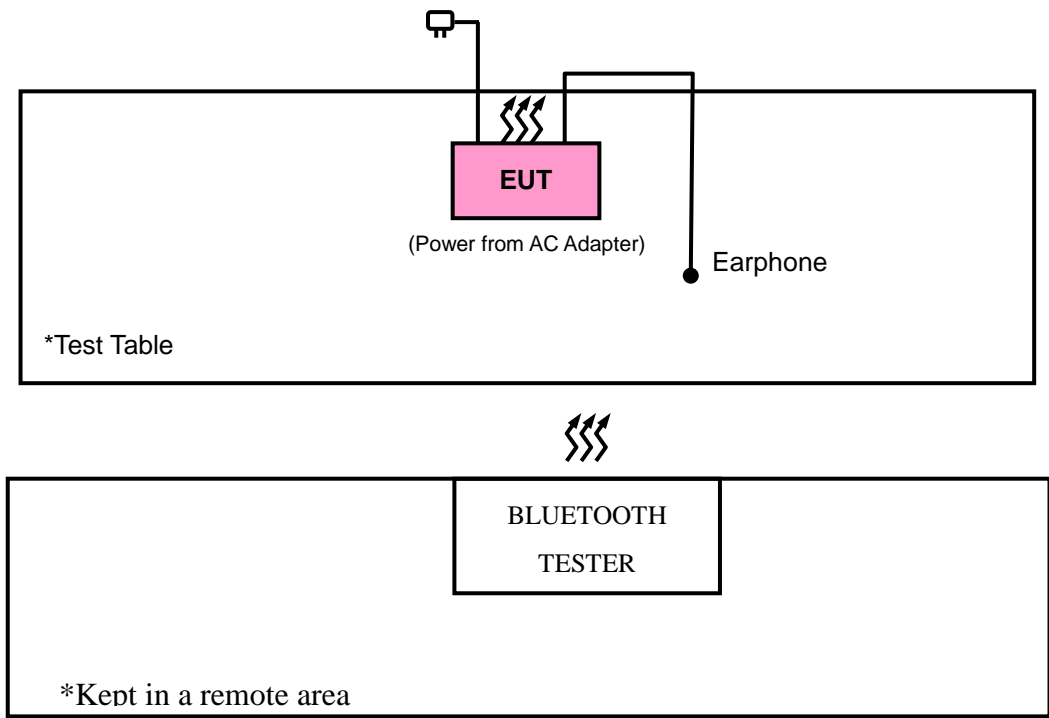 EUT
(Power from AC Adapter)
Earphone
*Test Table
BLUETOOTH
TESTER
*Kept in a remote area